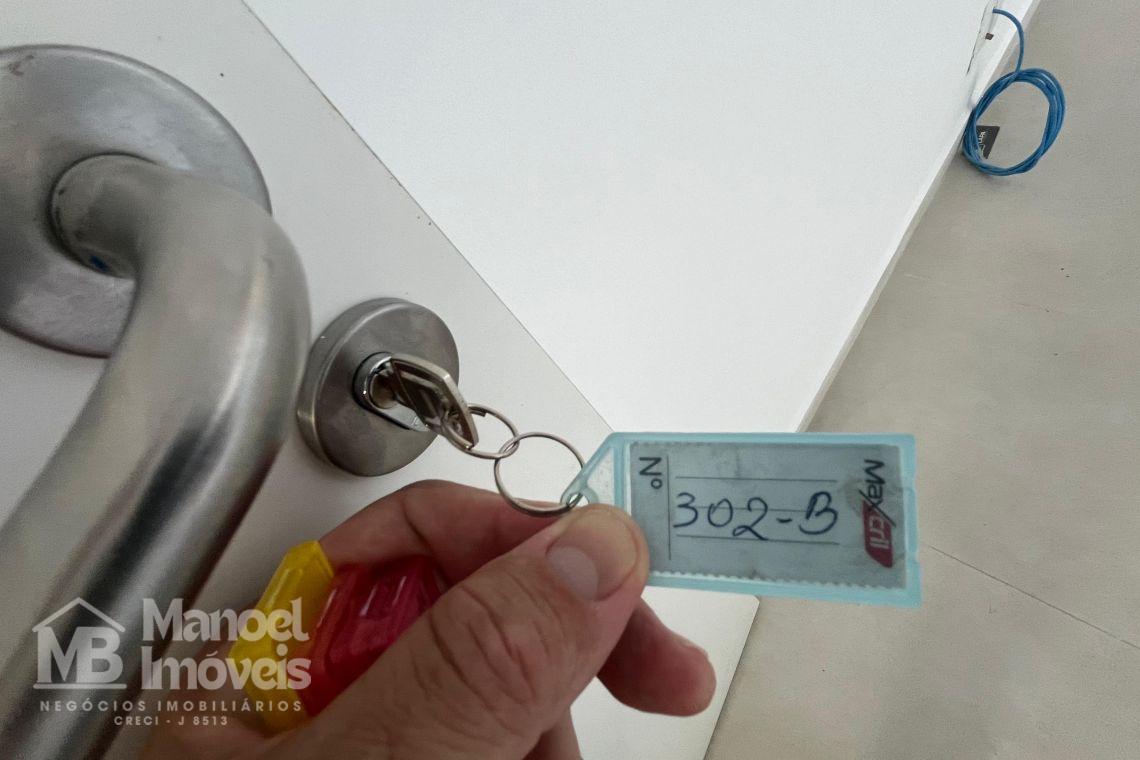 Nº
302-B
Maxcril
MB
Manoel
Imóveis
NEGÓCIOS IMOBILIÁRIOS
CRECI - J 8513